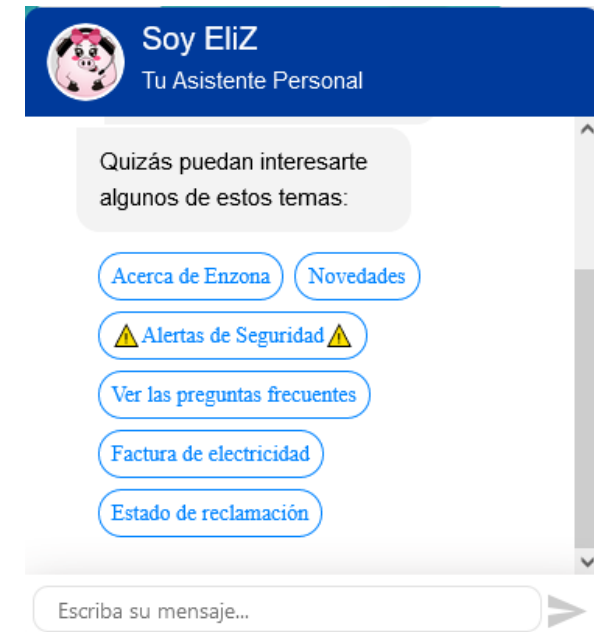 Soy EliZ
Tu Asistente Personal
Quizás puedan interesarte
algunos de estos temas:
Acerca de Enzona
Novedades
⚠️Alertas de Seguridad⚠️
Ver las preguntas frecuentes
Factura de electricidad
Estado de reclamación
Escriba su mensaje...